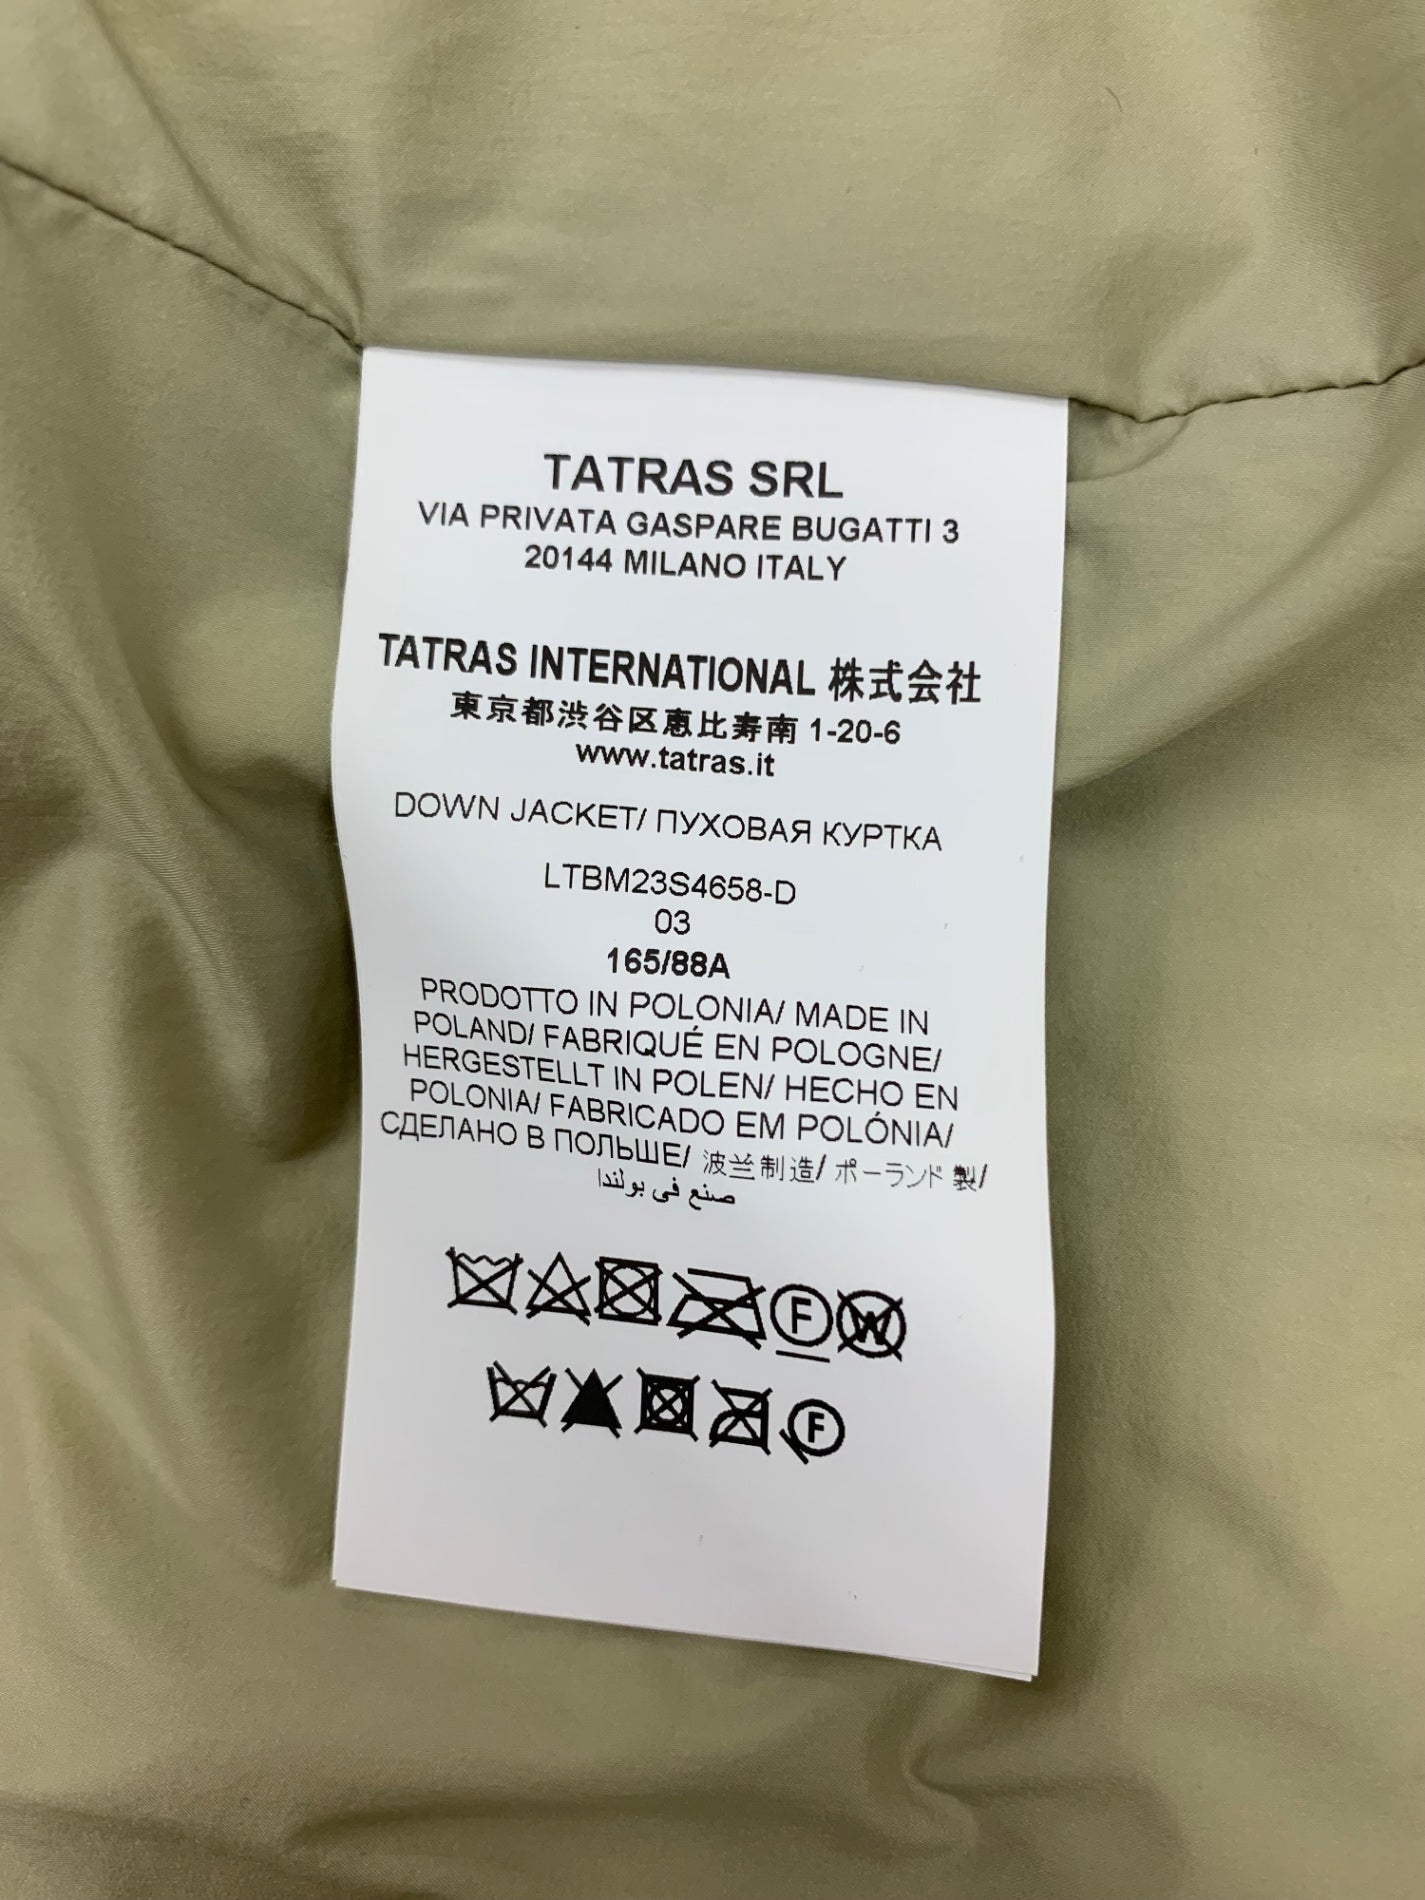 TATRAS SRL
VIA PRIVATA GASPARE BUGATTI 3
20144 MILANO ITALY
TATRAS INTERNATIONAL 株式会社
東京都渋谷区恵比寿南 1-20-6
www.tatras.it
DOWN JACKET/ ПУХОВАЯ КУРТКА
LTBM23S4658-D
03
165/88A
PRODOTTO IN POLONIA/ MADE IN
POLAND/ FABRIQUÉ EN POLOGNE/
HERGESTELLT IN POLEN/ HECHO EN
POLONIA/ FABRICADO EM POLÓNIA/
СДЕЛАНО В ПОЛЬШЕ/ 波兰制造/ ポーランド 製/
صنع في بولندا
F W
F